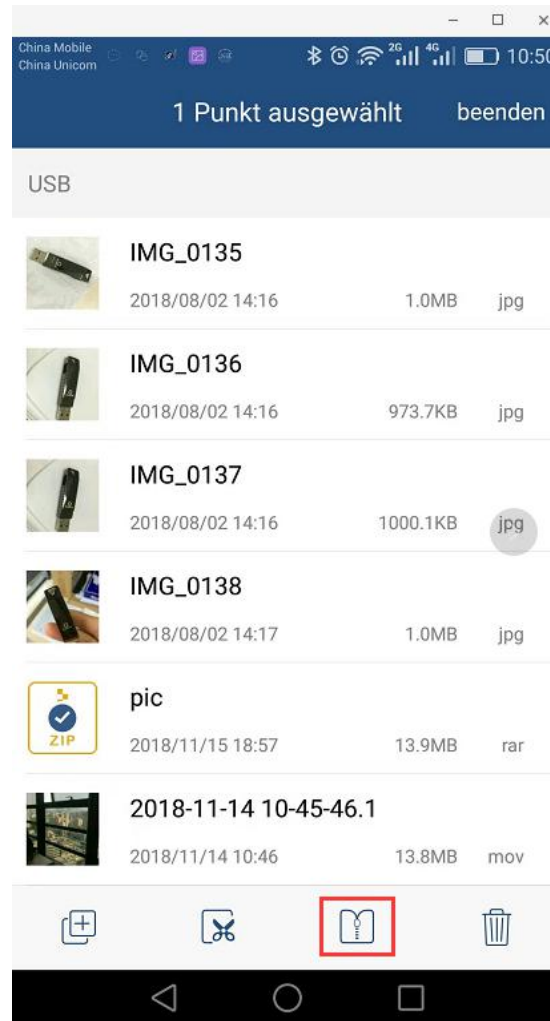 China Mobile
China Unicom
2G 4G 10:50
1 Punkt ausgewählt beenden
USB
IMG_0135
2018/08/02 14:16 1.0MB jpg
IMG_0136
2018/08/02 14:16 973.7KB jpg
IMG_0137
2018/08/02 14:16 1000.1KB jpg
IMG_0138
2018/08/02 14:17 1.0MB jpg
pic
ZIP 2018/11/15 18:57 13.9MB rar
2018-11-14 10-45-46.1
2018/11/14 10:46 13.8MB mov